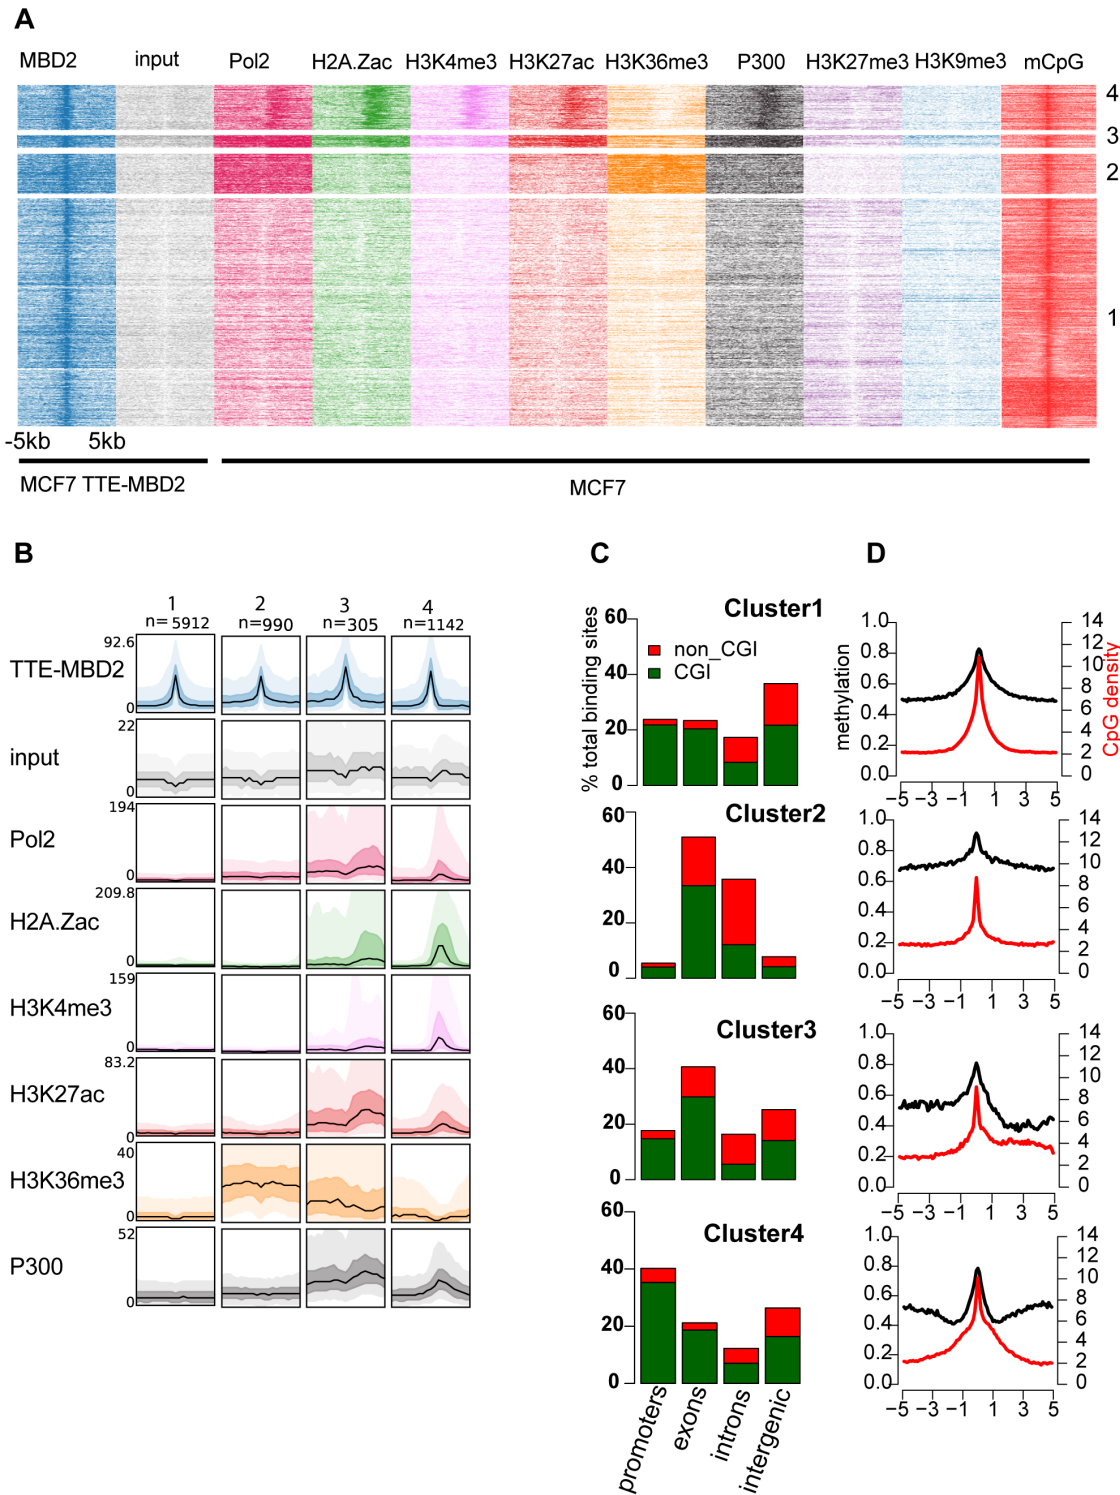 A
MBD2 input Pol2 H2A.Zac H3K4me3 H3K27ac H3K36me3 P300 H3K27me3 H3K9me3 mCpG
4
3
2
1
-5kb 5kb
MCF7 TTE-MBD2 MCF7
B
1 2 3 4
n=5912 n=990 n=305 n=1142
TTE-MBD2 92.6 0
input 22 0
Pol2 194 0
H2A.Zac 209.8 0
H3K4me3 159 0
H3K27ac 83.2 0
H3K36me3 40 0
P300 52 0
C
% total binding sites
Cluster1
non_CGI
CGI
60
40
20
0
Cluster2
60
40
20
0
Cluster3
60
40
20
0
Cluster4
60
40
20
0
promoters exons introns intergenic
D
methylation
CpG density
1.0 0.8 0.6 0.4 0.2 0.0
14 12 10 8 6 4 2 0
−5 −3 −1 1 3 5
1.0 0.8 0.6 0.4 0.2 0.0
14 12 10 8 6 4 2 0
−5 −3 −1 1 3 5
1.0 0.8 0.6 0.4 0.2 0.0
14 12 10 8 6 4 2 0
−5 −3 −1 1 3 5
1.0 0.8 0.6 0.4 0.2 0.0
14 12 10 8 6 4 2 0
−5 −3 −1 1 3 5